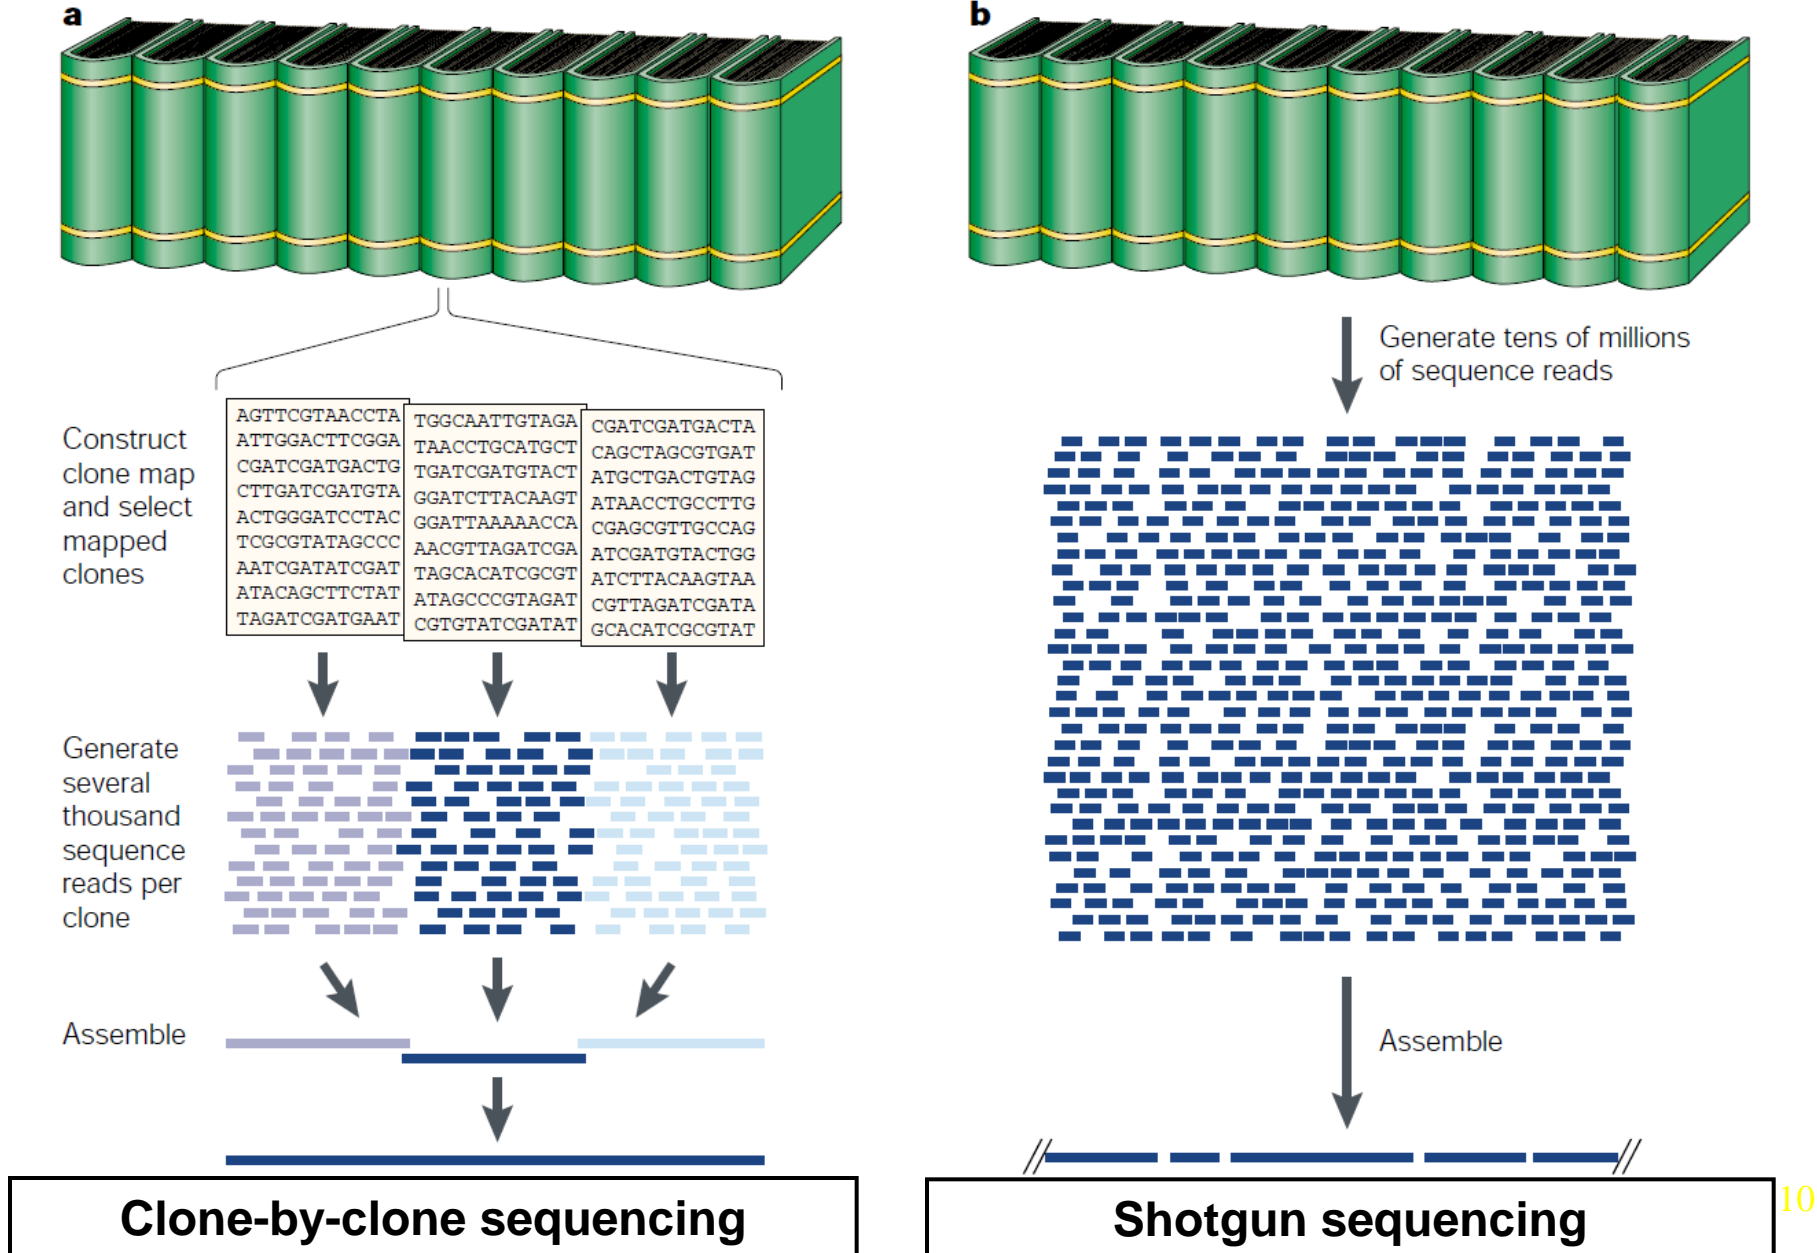 a
Construct
clone map
and select
mapped
clones
AGTTCGTAACCTA
ATTGGACTTCGGA
CGATCGATGACTG
CTTGATCGATGTA
ACTGGGATCCTAC
TCGCGTATAGCCC
AATCGATATCGAT
ATACAGCTTCTAT
TAGATCGATGAAT
TGGCAATTGTAGA
TAACCTGCATGCT
TGATCGATGTACT
GGATCTTACAAGT
GGATTAAAAACCA
AACGTTAGATCGA
TAGCACATCGCGT
ATAGCCCGTAGAT
CGTGTATCGATAT
CGATCGATGACTA
CAGCTAGCGTGAT
ATGCTGACTGTAG
ATAACCTGCCTTG
CGAGCGTTGCCAG
ATCGATGTACTGG
ATCTTACAAGTAA
CGTTAGATCGATA
GCACATCGCGTAT
Generate
several
thousand
sequence
reads per
clone
Assemble
Clone-by-clone sequencing
b
Generate tens of millions
of sequence reads
Assemble
Shotgun sequencing
10